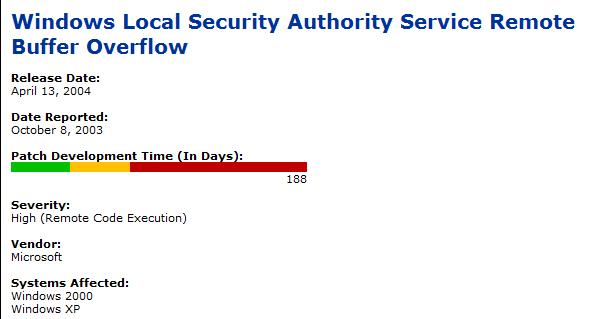 Windows Local Security Authority Service Remote
Buffer Overflow
Release Date:
April 13, 2004
Date Reported:
October 8, 2003
Patch Development Time (In Days):
188
Severity:
High (Remote Code Execution)
Vendor:
Microsoft
Systems Affected:
Windows 2000
Windows XP